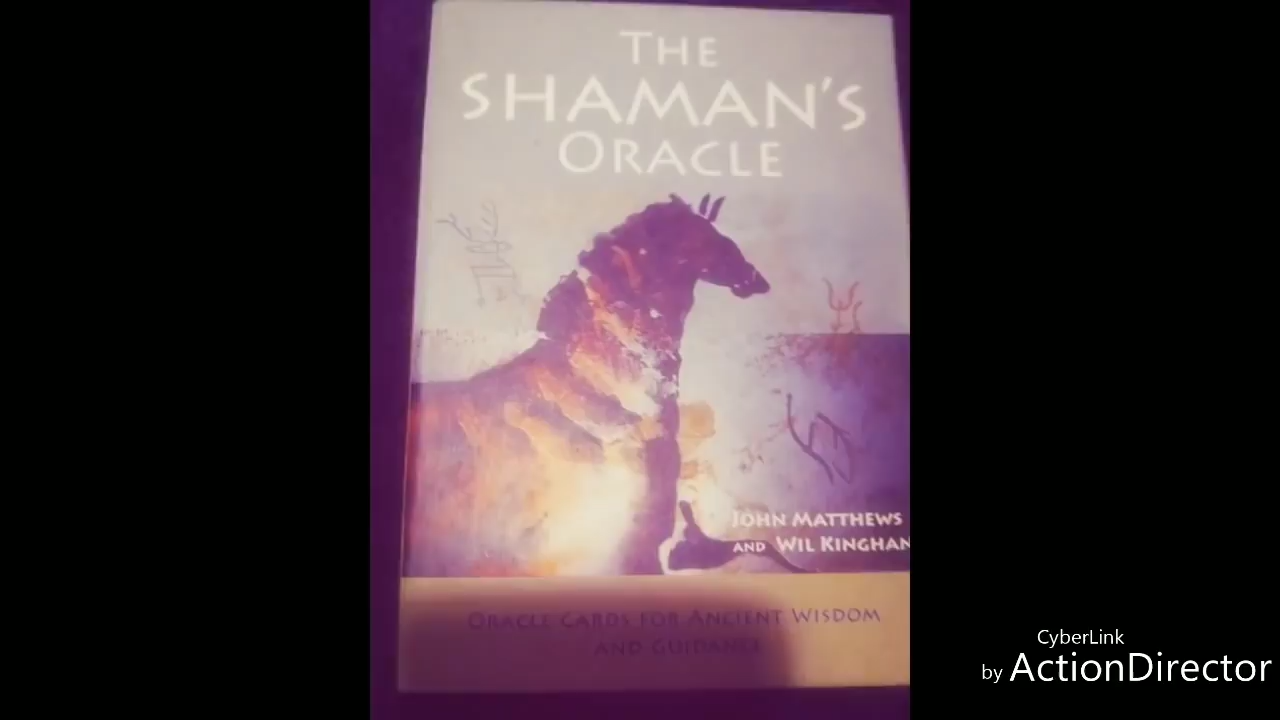 THE
SHAMAN'S
ORACLE
JOHN MATTHEWS
AND WIL KINGHAN
ORACLE CARDS FOR ANCIENT WISDOM
AND GUIDANCE
CyberLink
by ActionDirector